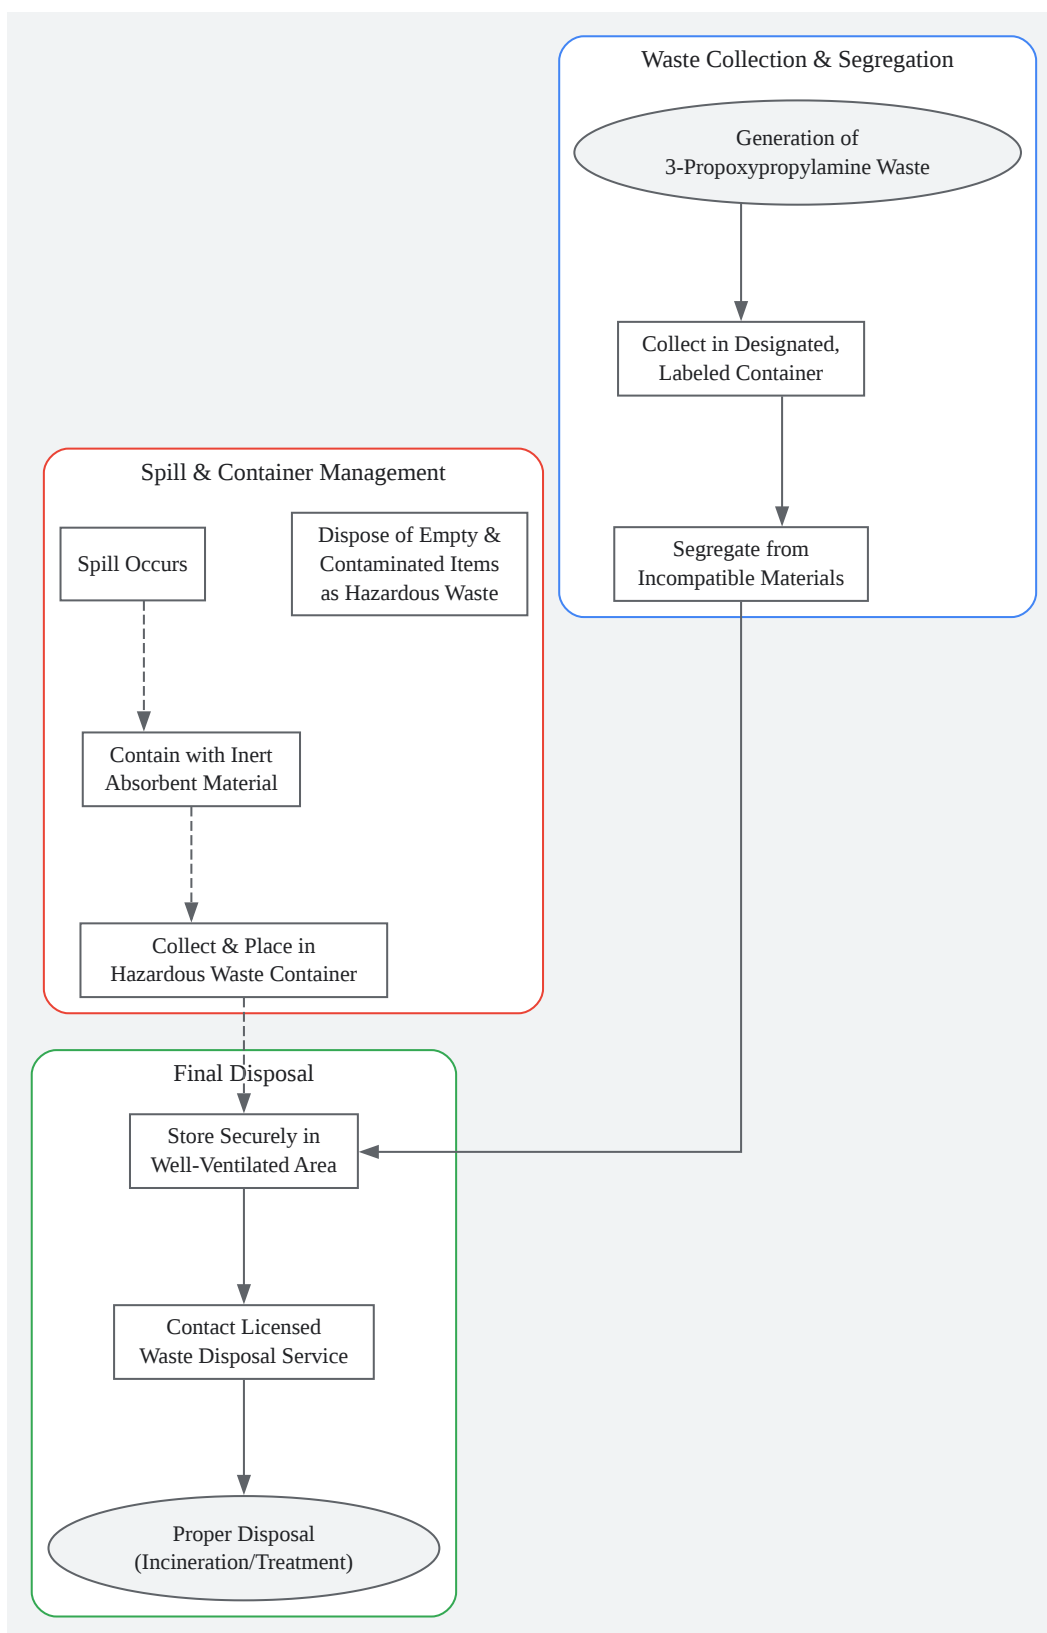 Waste Collection & Segregation
Generation of
3-Propoxypropylamine Waste
Collect in Designated,
Labeled Container
Segregate from
Incompatible Materials
Spill & Container Management
Spill Occurs
Dispose of Empty &
Contaminated Items
as Hazardous Waste
Contain with Inert
Absorbent Material
Collect & Place in
Hazardous Waste Container
Final Disposal
Store Securely in
Well-Ventilated Area
Contact Licensed
Waste Disposal Service
Proper Disposal
(Incineration/Treatment)